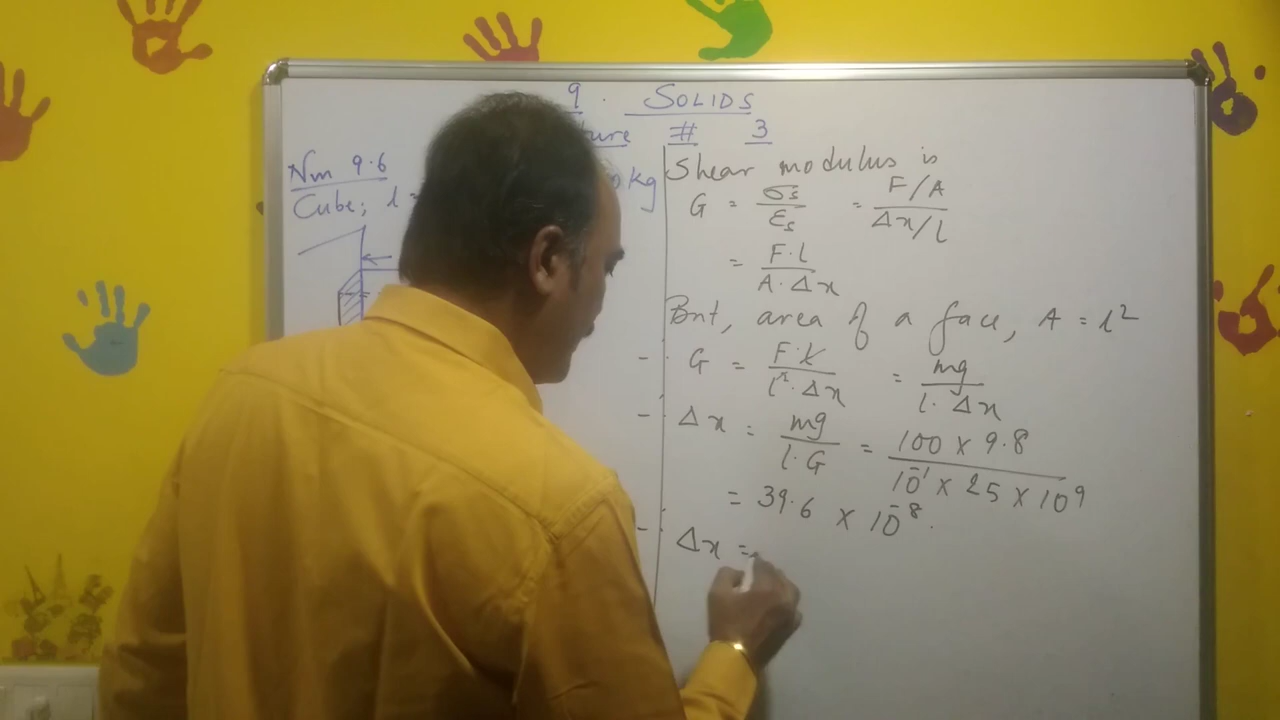 9. SOLIDS
ture # 3
Nm 9.6
Cube; l = 0 kg
Shear modulus is
G = σs/εs = F/A / Δx/l
= F·l / A·Δx
But, area of a face, A = l²
- G = F·l / l²·Δx = mg / l·Δx
- Δx = mg / l·G = 100 x 9.8 / 10⁻¹ x 25 x 10⁹
= 39.6 x 10⁻⁸.
- Δx =